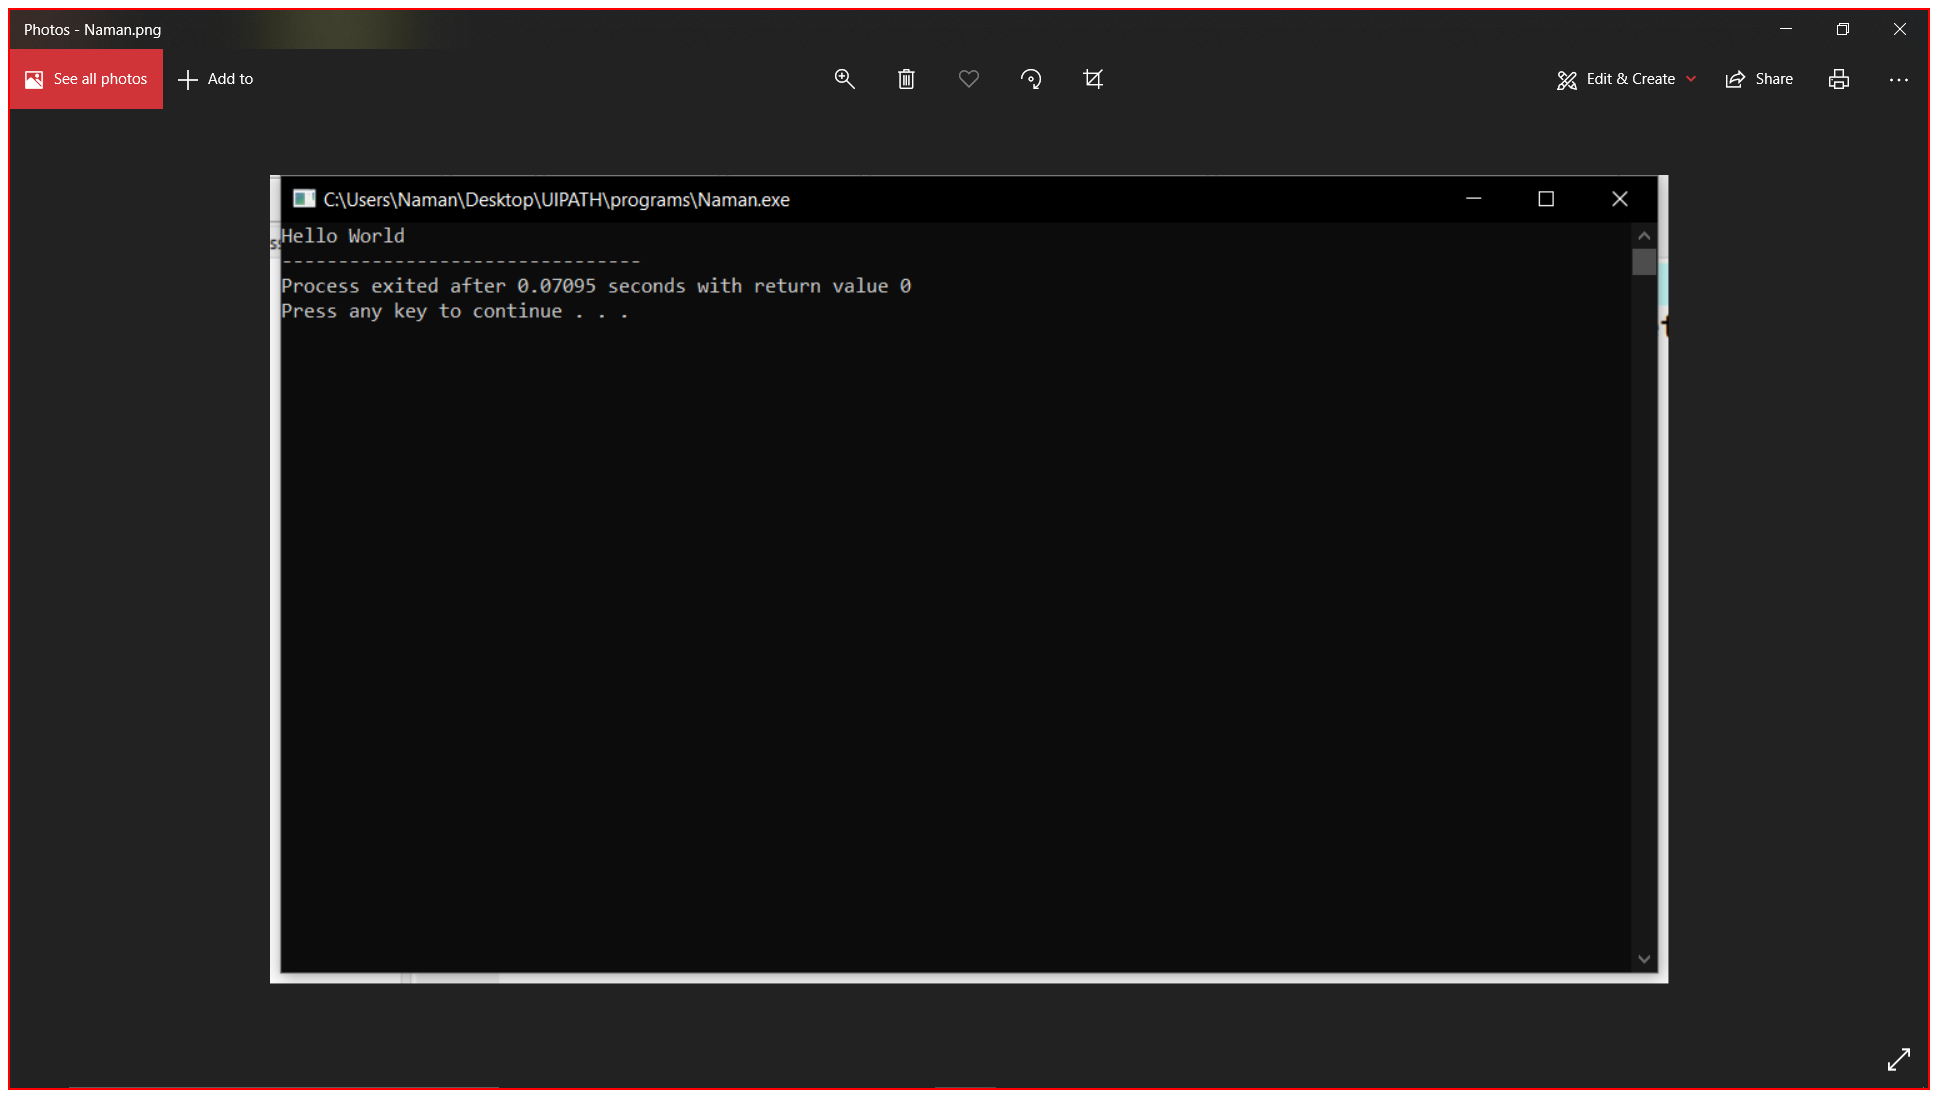 Photos - Naman.png
See all photos
Add to
Edit & Create
Share
C:\Users\Naman\Desktop\UIPATH\programs\Naman.exe
Hello World
--------------------------------
Process exited after 0.07095 seconds with return value 0
Press any key to continue . . .